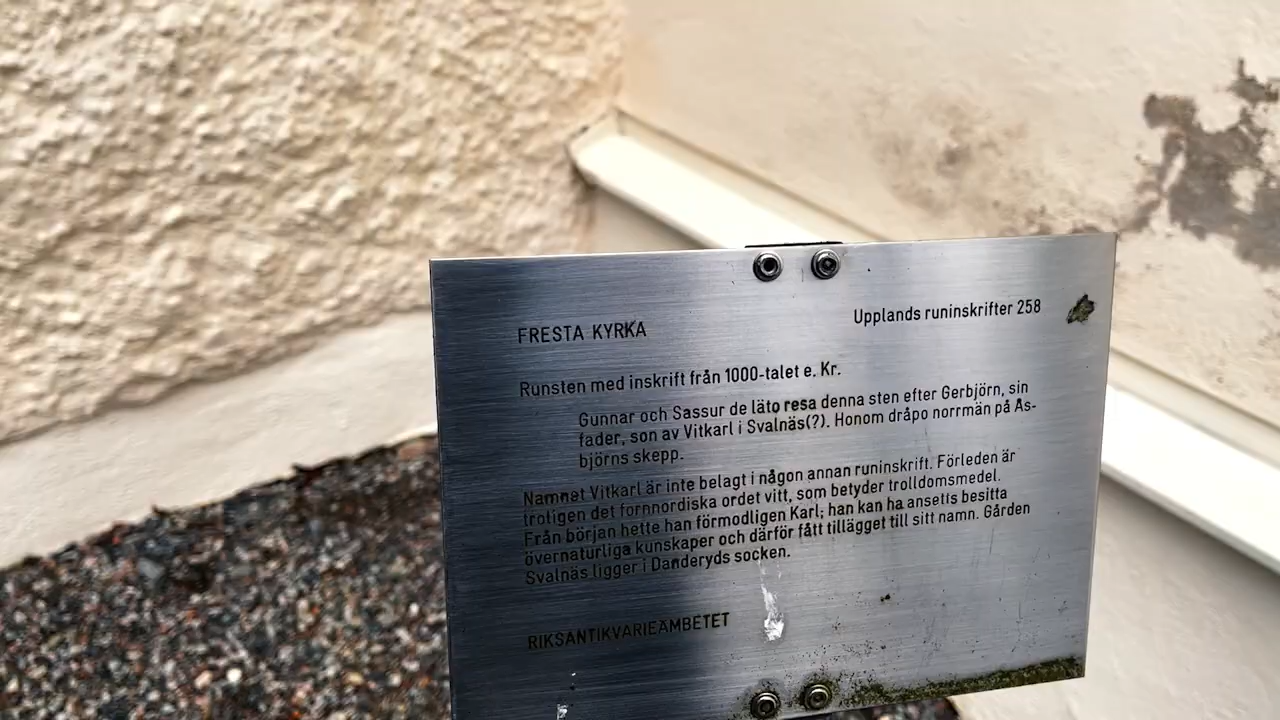 FRESTA KYRKA
Upplands runinskrifter 258
Runsten med inskrift från 1000-talet e. Kr.
Gunnar och Sassur de läto resa denna sten efter Gerbjörn, sin
fader, son av Vitkarl i Svalnäs(?). Honom dråpo norrmän på Äs-
björns skepp.
Namnet Vitkarl är inte belagt i någon annan runinskrift. Förleden är
trotigen det fornnordiska ordet vitt, som betyder trolldomsmedel.
Från början hette han förmodligen Karl; han kan ha ansetts besitta
övernaturliga kunskaper och därför fått tillägget till sitt namn. Gården
Svalnäs ligger i Danderyds socken.
RIKSANTIKVARIEÄMBETET